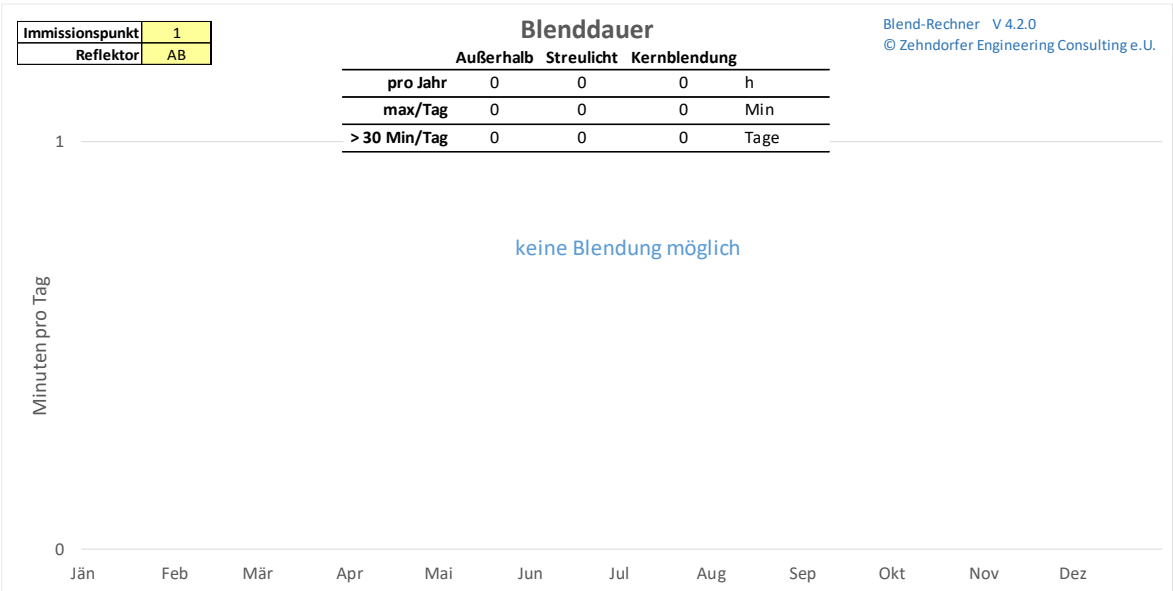 Immissionspunkt 1
Reflektor AB
Blenddauer
Blend-Rechner V 4.2.0
© Zehndorfer Engineering Consulting e.U.
Außerhalb Streulicht Kernblendung
pro Jahr 0 0 0 h
max/Tag 0 0 0 Min
> 30 Min/Tag 0 0 0 Tage
1
keine Blendung möglich
Minuten pro Tag
0
Jän Feb Mär Apr Mai Jun Jul Aug Sep Okt Nov Dez